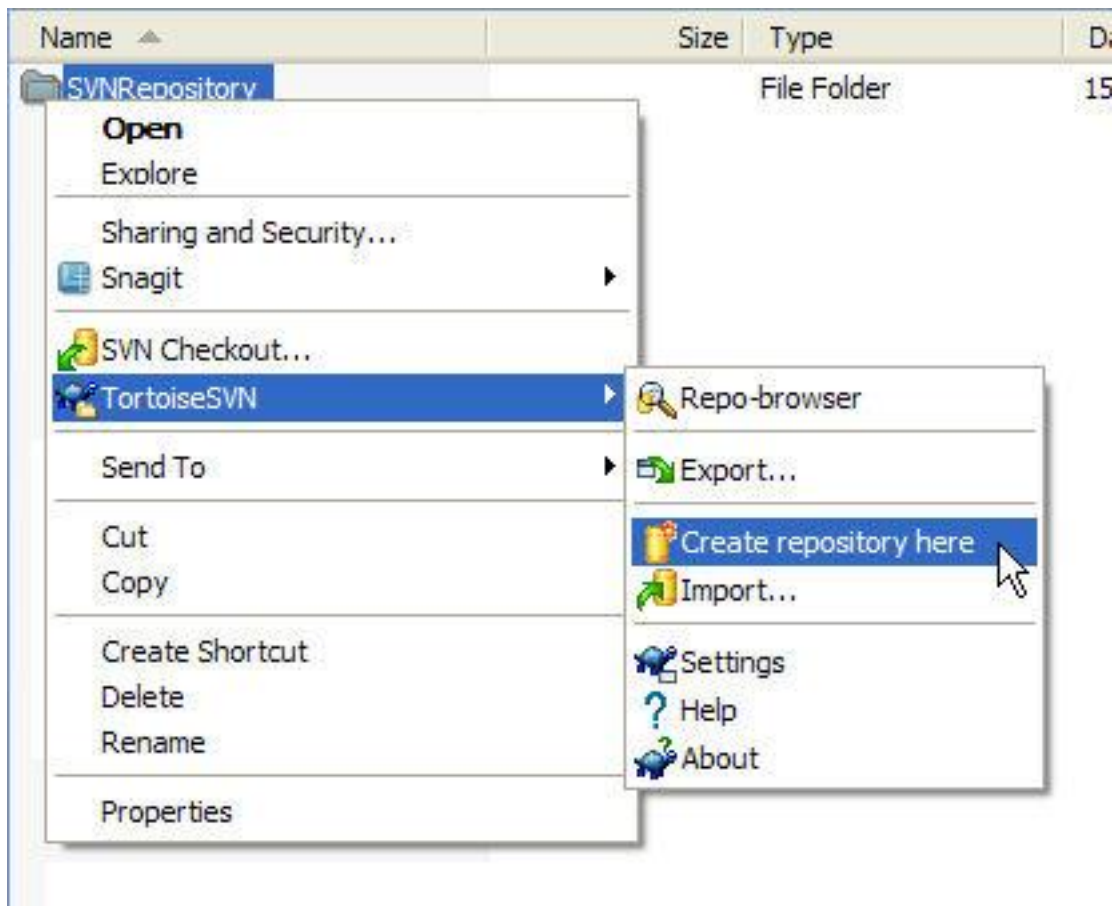 Name Size Type Da
SVNRepository File Folder 15
Open
Explore
Sharing and Security...
Snagit
SVN Checkout...
TortoiseSVN
Repo-browser
Send To
Export...
Cut
Create repository here
Copy
Import...
Create Shortcut
Settings
Delete
Help
Rename
About
Properties